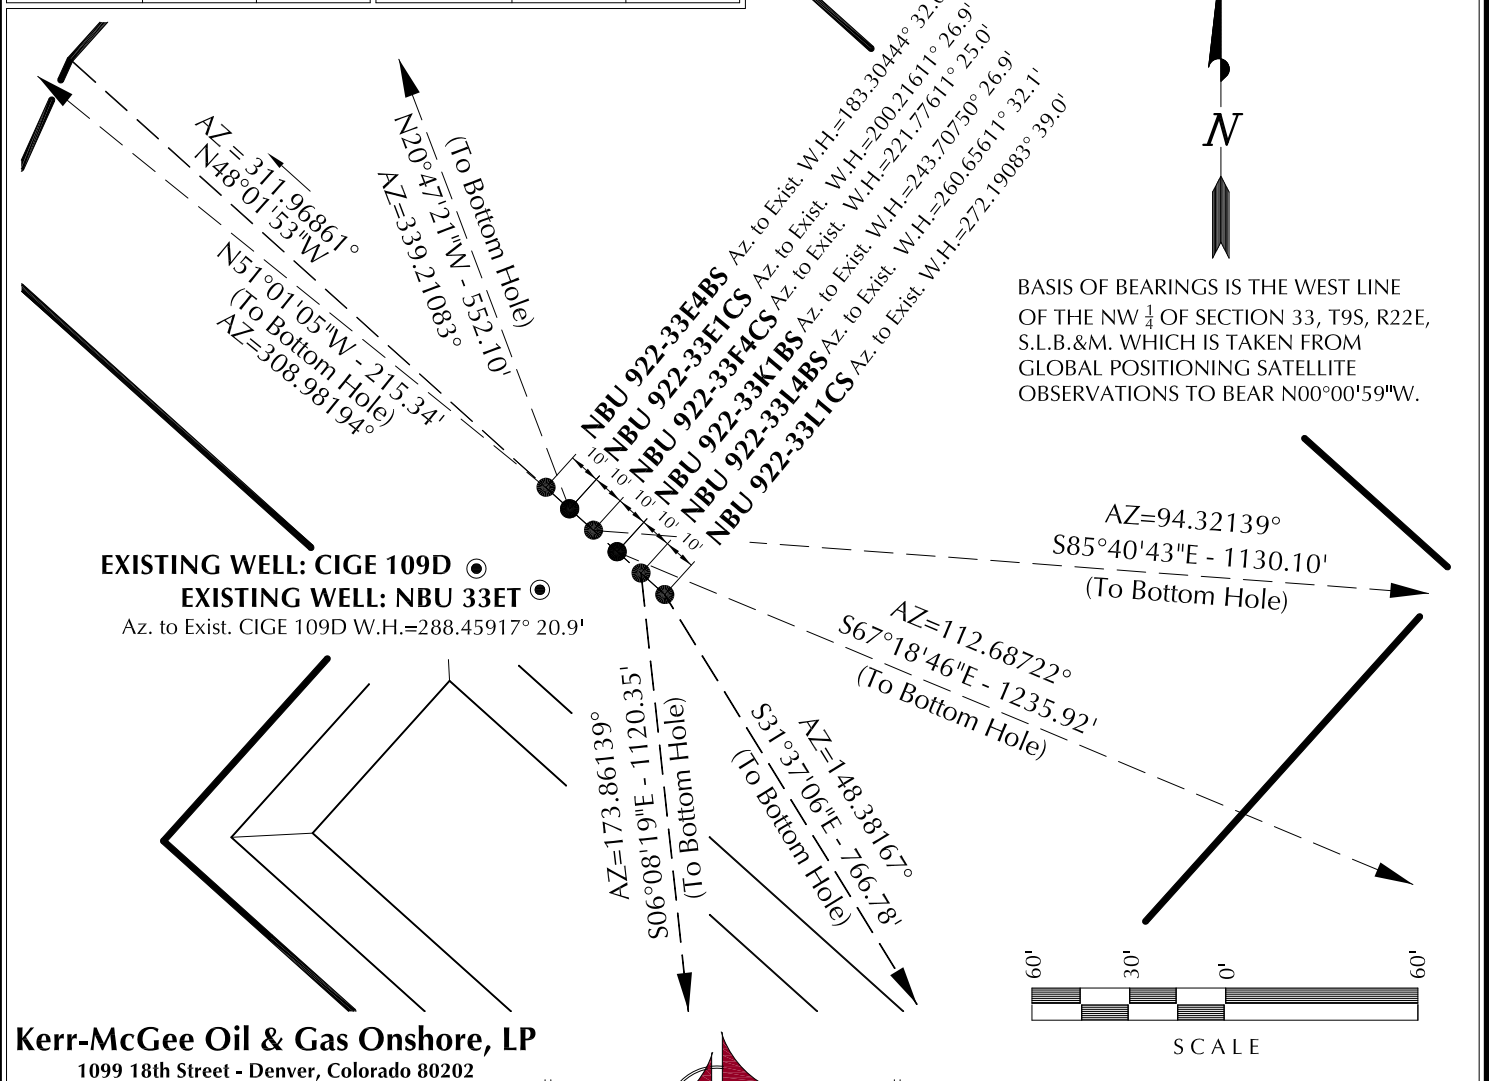 AZ = 311.96861°
N48°01'53"W
N51°01'05"W - 215.34'
(To Bottom Hole)
AZ=308.98194°
(To Bottom Hole)
N20°47'21"W - 552.10'
AZ=339.21083°
NBU 922-33E4BS Az. to Exist. W.H.=183.30444°
NBU 922-33E1CS Az. to Exist. W.H.=200.21611° 26.9'
NBU 922-33F4CS Az. to Exist. W.H.=221.77611° 25.0'
NBU 922-33K1BS Az. to Exist. W.H.=243.70750° 26.9'
NBU 922-33L4BS Az. to Exist. W.H.=260.65611° 32.1'
NBU 922-33L1CS Az. to Exist. W.H.=272.19083° 39.0'
10'
10'
10'
10'
10'
N
BASIS OF BEARINGS IS THE WEST LINE
OF THE NW 1/4 OF SECTION 33, T9S, R22E,
S.L.B.&M. WHICH IS TAKEN FROM
GLOBAL POSITIONING SATELLITE
OBSERVATIONS TO BEAR N00°00'59"W.
EXISTING WELL: CIGE 109D
EXISTING WELL: NBU 33ET
Az. to Exist. CIGE 109D W.H.=288.45917° 20.9'
AZ=94.32139°
S85°40'43"E - 1130.10'
(To Bottom Hole)
AZ=112.68722°
S67°18'46"E - 1235.92'
(To Bottom Hole)
AZ=173.86139°
S06°08'19"E - 1120.35'
(To Bottom Hole)
AZ=148.38167°
S31°37'06"E - 766.78'
(To Bottom Hole)
60'
30'
0'
60'
SCALE
Kerr-McGee Oil & Gas Onshore, LP
1099 18th Street - Denver, Colorado 80202